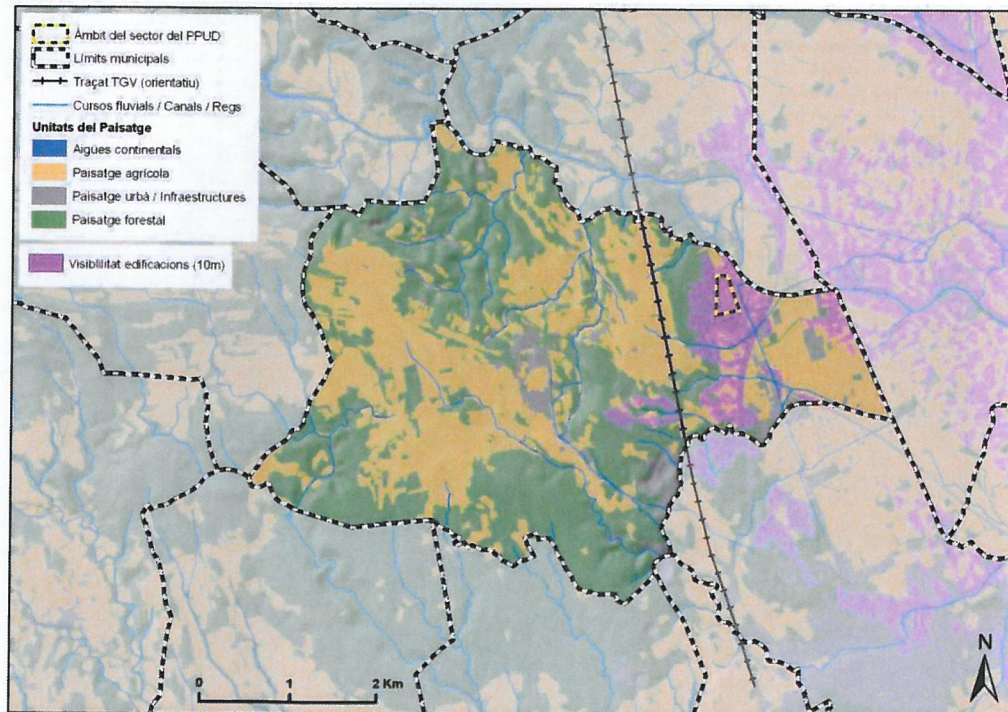 Àmbit del sector del PPUD
Límits municipals
Traçat TGV (orientatiu)
Cursos fluvials / Canals / Regs
Unitats del Paisatge
Aigües continentals
Paisatge agrícola
Paisatge urbà / Infraestructures
Paisatge forestal
Visibilitat edificacions (10m)
N
0 1 2 Km